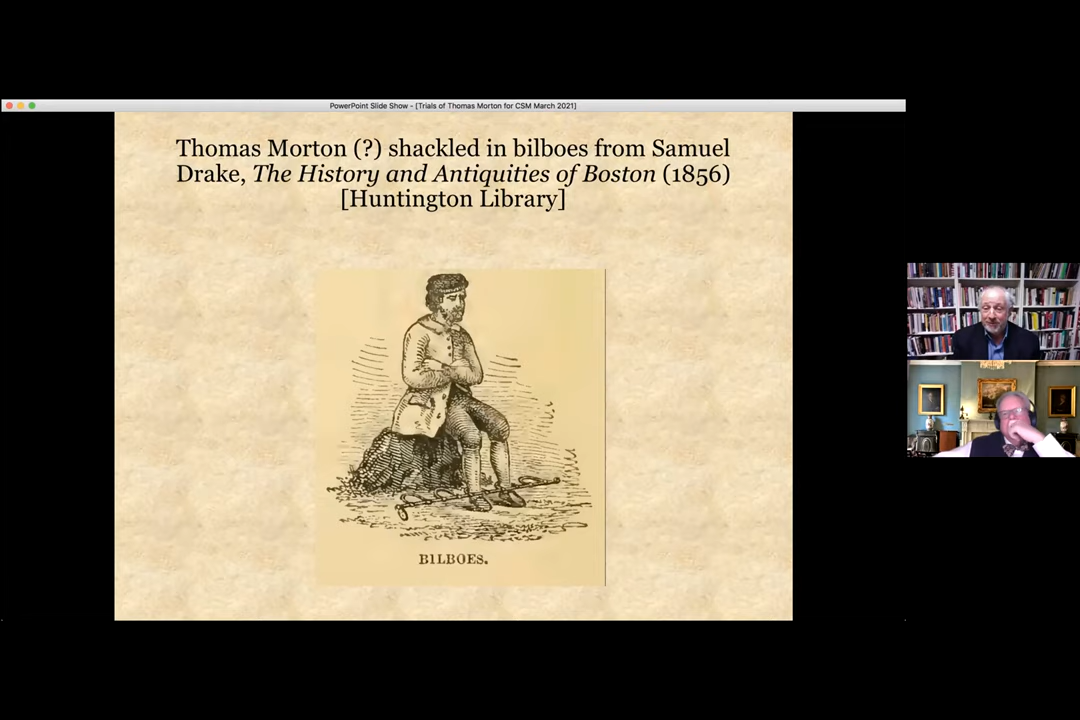 PowerPoint Slide Show - [Trials of Thomas Morton for CSM March 2021]
Thomas Morton (?) shackled in bilboes from Samuel
Drake, The History and Antiquities of Boston (1856)
[Huntington Library]
BILBOES.